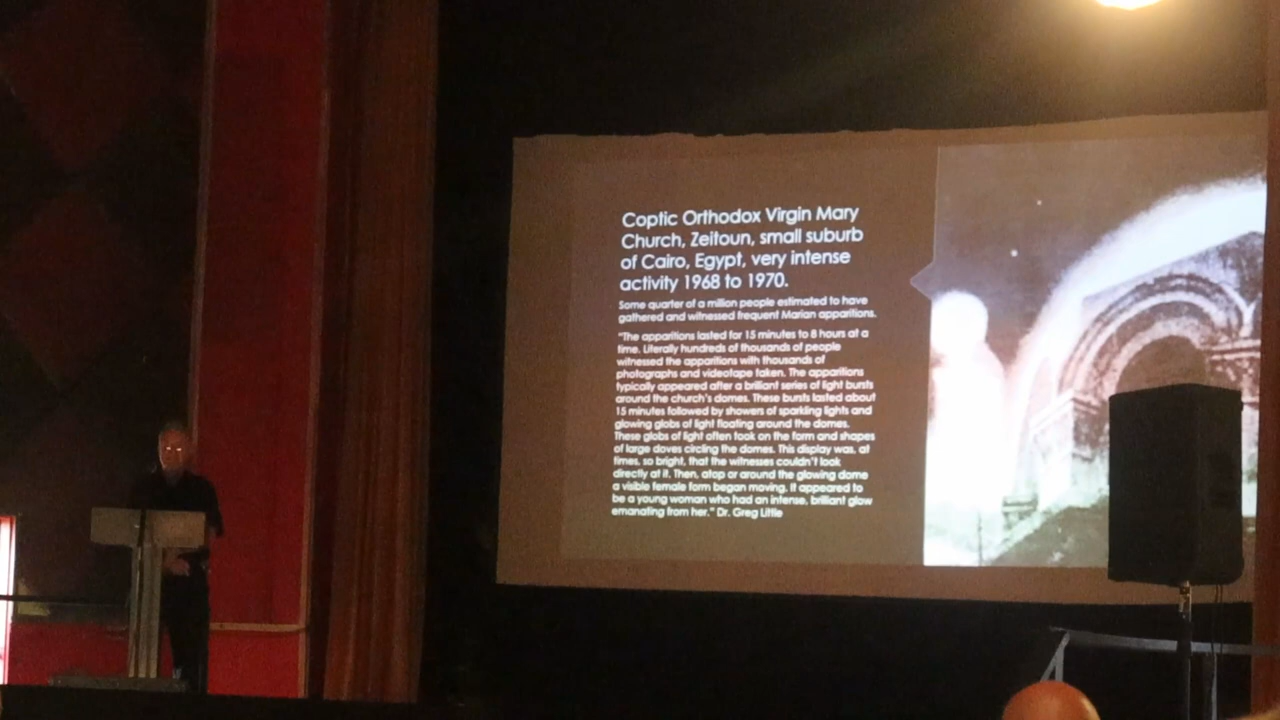 Coptic Orthodox Virgin Mary
Church, Zeitoun, small suburb
of Cairo, Egypt, very intense
activity 1968 to 1970.
Some quarter of a million people estimated to have
gathered and witnessed frequent Marian apparitions.
"The apparitions lasted for 15 minutes to 8 hours at a
time. Literally hundreds of thousands of people
witnessed the apparitions with thousands of
photographs and videotape taken. The apparitions
typically appeared after a brilliant series of light bursts
around the church's domes. These bursts lasted about
15 minutes followed by showers of sparkling lights and
glowing globs of light floating around the domes.
These globs of light often took on the form and shapes
of large doves circling the domes. This display was, at
times, so bright, that the witnesses couldn't look
directly at it. Then, atop or around the glowing dome
a visible female form began moving. It appeared to
be a young woman who had an intense, brilliant glow
emanating from her." Dr. Greg Little